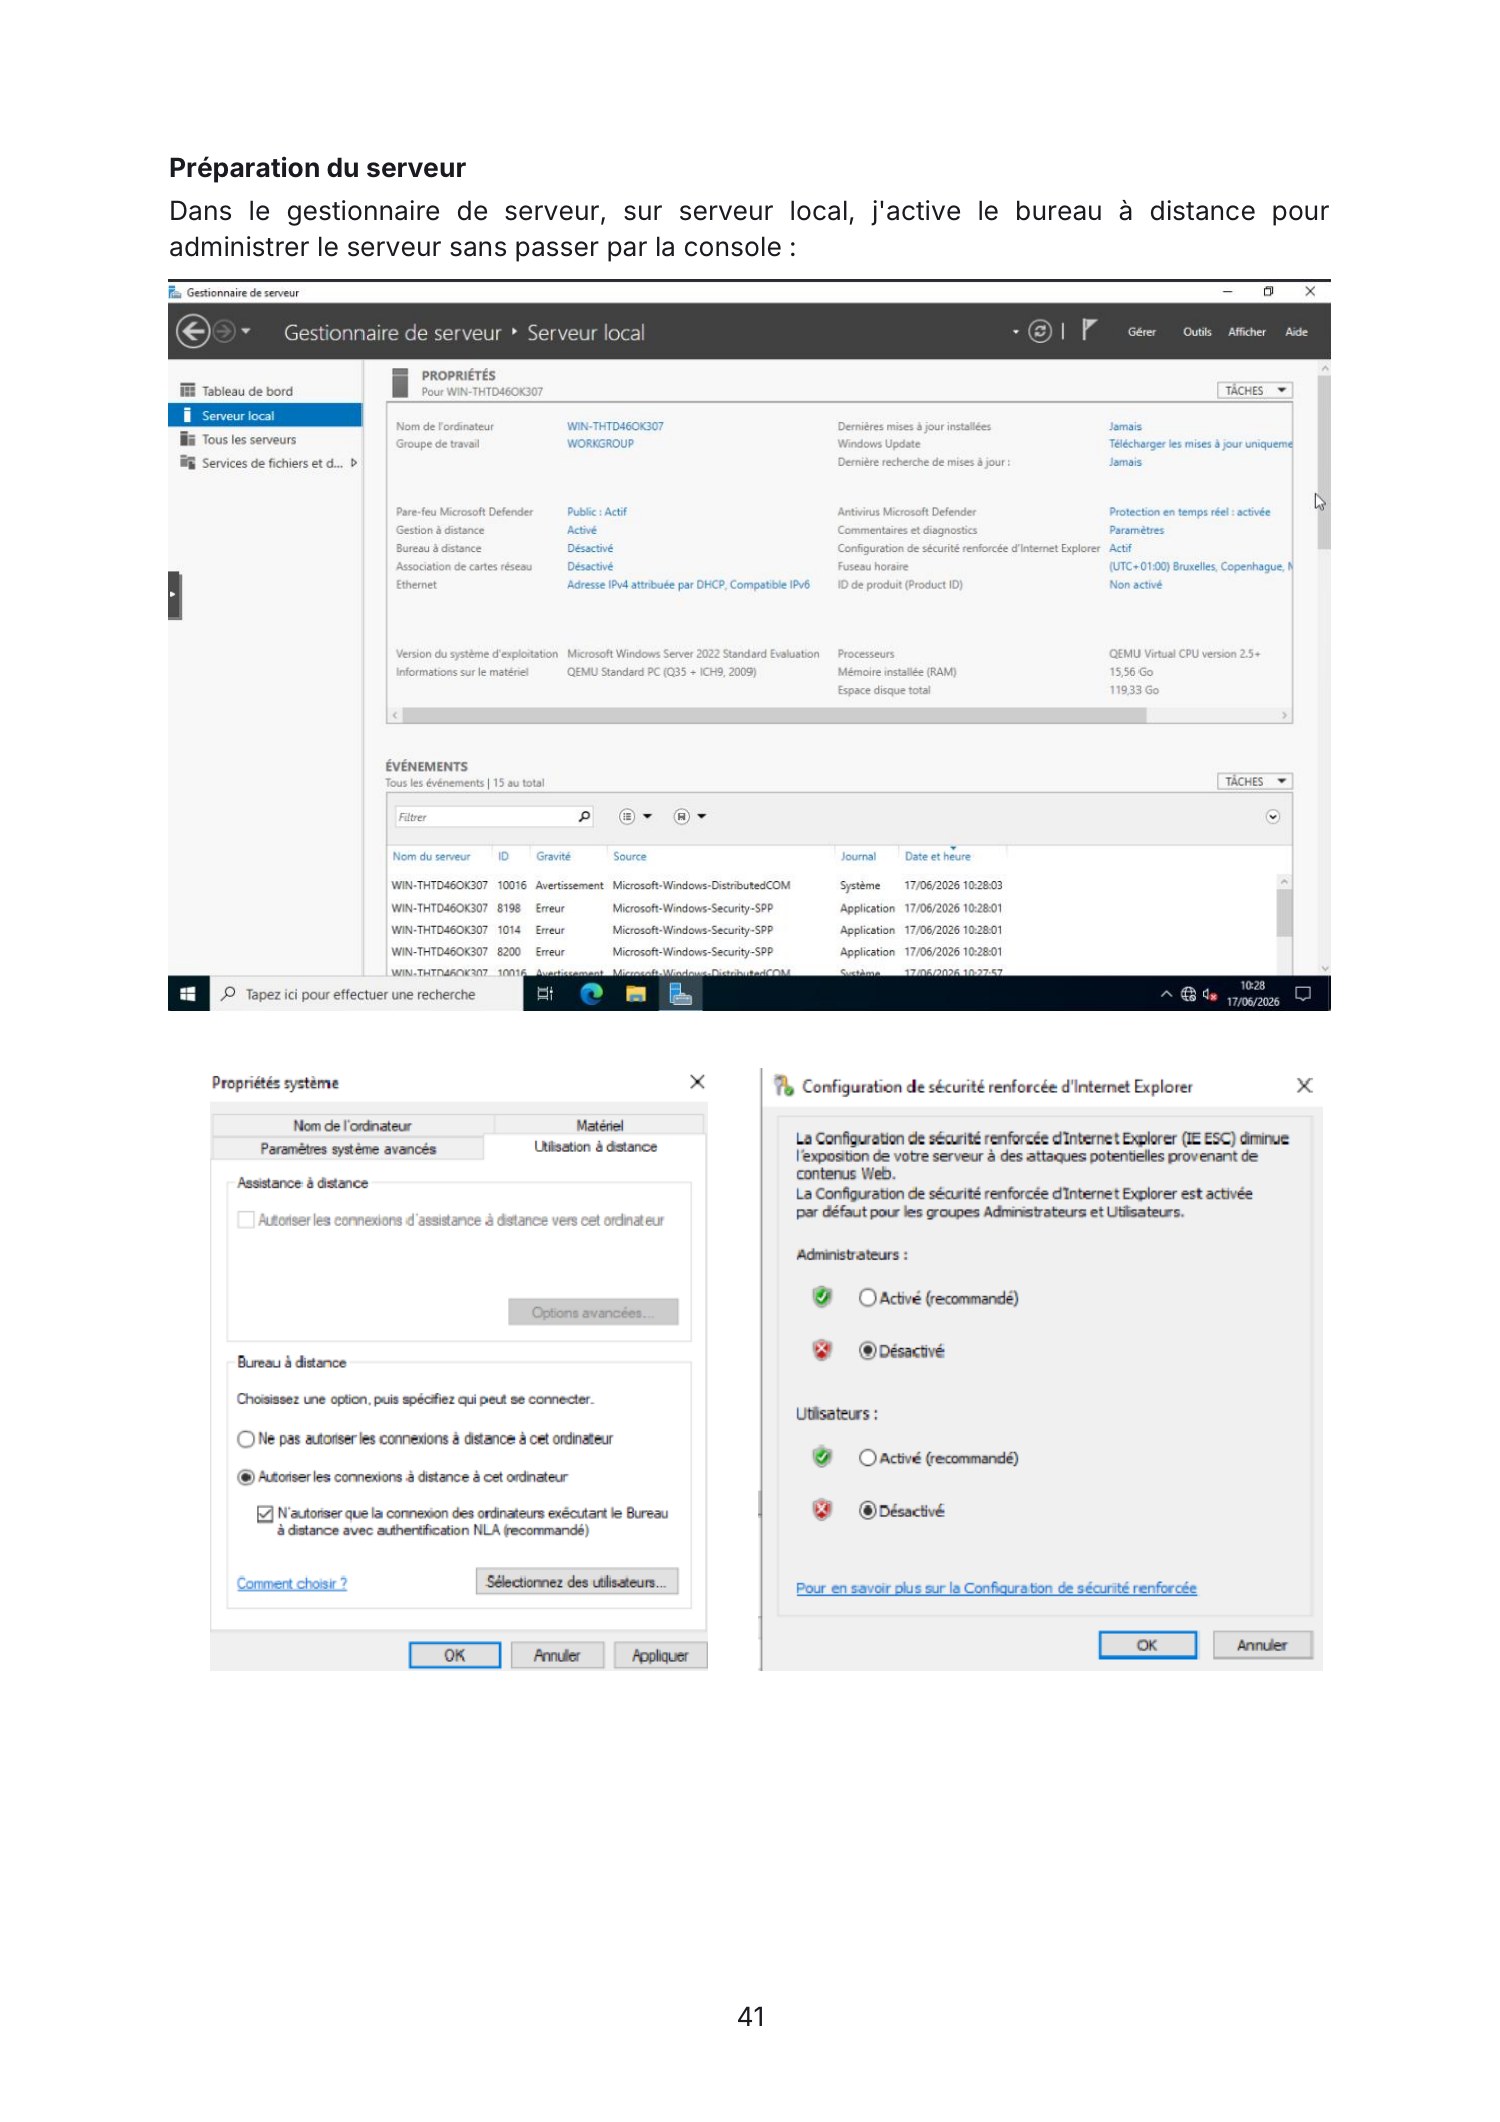 Préparation du serveur
Dans le gestionnaire de serveur, sur serveur local, j'active le bureau à distance pour
administrer le serveur sans passer par la console :
Gestionnaire de serveur
Gestionnaire de serveur ‣ Serveur local
Gérer Outils Afficher Aide
Tableau de bord
Serveur local
Tous les serveurs
Services de fichiers et d...
PROPRIÉTÉS
Pour WIN-THTD46OK307
TÂCHES
Nom de l'ordinateur WIN-THTD46OK307 Dernières mises à jour installées Jamais
Groupe de travail WORKGROUP Windows Update Télécharger les mises à jour uniqueme
Dernière recherche de mises à jour : Jamais
Pare-feu Microsoft Defender Public : Actif Antivirus Microsoft Defender Protection en temps réel : activée
Gestion à distance Activé Commentaires et diagnostics Paramètres
Bureau à distance Désactivé Configuration de sécurité renforcée d'Internet Explorer Actif
Association de cartes réseau Désactivé Fuseau horaire (UTC+01:00) Bruxelles, Copenhague,
Ethernet Adresse IPv4 attribuée par DHCP, Compatible IPv6 ID de produit (Product ID) Non activé
Version du système d'exploitation Microsoft Windows Server 2022 Standard Evaluation Processeurs QEMU Virtual CPU version 2.5+
Informations sur le matériel QEMU Standard PC (Q35 + ICH9, 2009) Mémoire installée (RAM) 15,56 Go
Espace disque total 119,33 Go
ÉVÉNEMENTS
Tous les événements | 15 au total
TÂCHES
Filtrer
Nom du serveur ID Gravité Source Journal Date et heure
WIN-THTD46OK307 10016 Avertissement Microsoft-Windows-DistributedCOM Système 17/06/2026 10:28:03
WIN-THTD46OK307 8198 Erreur Microsoft-Windows-Security-SPP Application 17/06/2026 10:28:01
WIN-THTD46OK307 1014 Erreur Microsoft-Windows-Security-SPP Application 17/06/2026 10:28:01
WIN-THTD46OK307 8200 Erreur Microsoft-Windows-Security-SPP Application 17/06/2026 10:28:01
WIN-THTD46OK307 10016 Avertissement Microsoft-Windows-DistributedCOM Système 17/06/2026 10:27:57
Tapez ici pour effectuer une recherche
10:28
17/06/2026
Propriétés système
Nom de l'ordinateur Matériel
Paramètres système avancés Utilisation à distance
Assistance à distance
Autoriser les connexions d'assistance à distance vers cet ordinateur
Options avancées...
Bureau à distance
Choisissez une option, puis spécifiez qui peut se connecter.
Ne pas autoriser les connexions à distance à cet ordinateur
Autoriser les connexions à distance à cet ordinateur
N'autoriser que la connexion des ordinateurs exécutant le Bureau
à distance avec authentification NLA (recommandé)
Comment choisir ? Sélectionnez des utilisateurs...
OK Annuler Appliquer
Configuration de sécurité renforcée d'Internet Explorer
La Configuration de sécurité renforcée d'Internet Explorer (IE ESC) diminue
l'exposition de votre serveur à des attaques potentielles provenant de
contenus Web.
La Configuration de sécurité renforcée d'Internet Explorer est activée
par défaut pour les groupes Administrateurs et Utilisateurs.
Administrateurs :
Activé (recommandé)
Désactivé
Utilisateurs :
Activé (recommandé)
Désactivé
Pour en savoir plus sur la Configuration de sécurité renforcée
OK Annuler
41